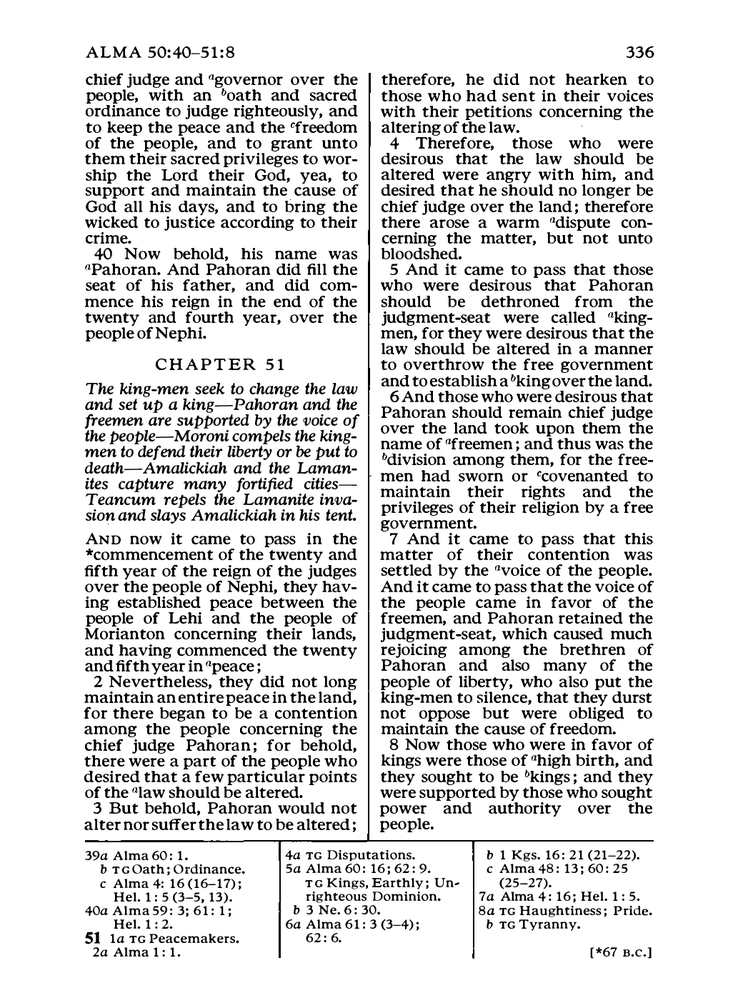 ALMA 50:40–51:8
336
chief judge and ᵃgovernor over the
people, with an ᵇoath and sacred
ordinance to judge righteously, and
to keep the peace and the ᶜfreedom
of the people, and to grant unto
them their sacred privileges to wor-
ship the Lord their God, yea, to
support and maintain the cause of
God all his days, and to bring the
wicked to justice according to their
crime.
40 Now behold, his name was
ᵃPahoran. And Pahoran did fill the
seat of his father, and did com-
mence his reign in the end of the
twenty and fourth year, over the
people of Nephi.
CHAPTER 51
The king-men seek to change the law
and set up a king—Pahoran and the
freemen are supported by the voice of
the people—Moroni compels the king-
men to defend their liberty or be put to
death—Amalickiah and the Laman-
ites capture many fortified cities—
Teancum repels the Lamanite inva-
sion and slays Amalickiah in his tent.
AND now it came to pass in the
*commencement of the twenty and
fifth year of the reign of the judges
over the people of Nephi, they hav-
ing established peace between the
people of Lehi and the people of
Morianton concerning their lands,
and having commenced the twenty
and fifth year in ᵃpeace;
2 Nevertheless, they did not long
maintain an entire peace in the land,
for there began to be a contention
among the people concerning the
chief judge Pahoran; for behold,
there were a part of the people who
desired that a few particular points
of the ᵃlaw should be altered.
3 But behold, Pahoran would not
alter nor suffer the law to be altered;
therefore, he did not hearken to
those who had sent in their voices
with their petitions concerning the
altering of the law.
4 Therefore, those who were
desirous that the law should be
altered were angry with him, and
desired that he should no longer be
chief judge over the land; therefore
there arose a warm ᵃdispute con-
cerning the matter, but not unto
bloodshed.
5 And it came to pass that those
who were desirous that Pahoran
should be dethroned from the
judgment-seat were called ᵃking-
men, for they were desirous that the
law should be altered in a manner
to overthrow the free government
and to establish a ᵇking over the land.
6 And those who were desirous that
Pahoran should remain chief judge
over the land took upon them the
name of ᵃfreemen; and thus was the
ᵇdivision among them, for the free-
men had sworn or ᶜcovenanted to
maintain their rights and the
privileges of their religion by a free
government.
7 And it came to pass that this
matter of their contention was
settled by the ᵃvoice of the people.
And it came to pass that the voice of
the people came in favor of the
freemen, and Pahoran retained the
judgment-seat, which caused much
rejoicing among the brethren of
Pahoran and also many of the
people of liberty, who also put the
king-men to silence, that they durst
not oppose but were obliged to
maintain the cause of freedom.
8 Now those who were in favor of
kings were those of ᵃhigh birth, and
they sought to be ᵇkings; and they
were supported by those who sought
power and authority over the
people.
39a Alma 60: 1.
b TG Oath; Ordinance.
c Alma 4: 16 (16–17);
Hel. 1: 5 (3–5, 13).
40a Alma 59: 3; 61: 1;
Hel. 1: 2.
51 1a TG Peacemakers.
2a Alma 1: 1.
4a TG Disputations.
5a Alma 60: 16; 62: 9.
TG Kings, Earthly; Un-
righteous Dominion.
b 3 Ne. 6: 30.
6a Alma 61: 3 (3–4);
62: 6.
b 1 Kgs. 16: 21 (21–22).
c Alma 48: 13; 60: 25
(25–27).
7a Alma 4: 16; Hel. 1: 5.
8a TG Haughtiness; Pride.
b TG Tyranny.
[*67 B.C.]